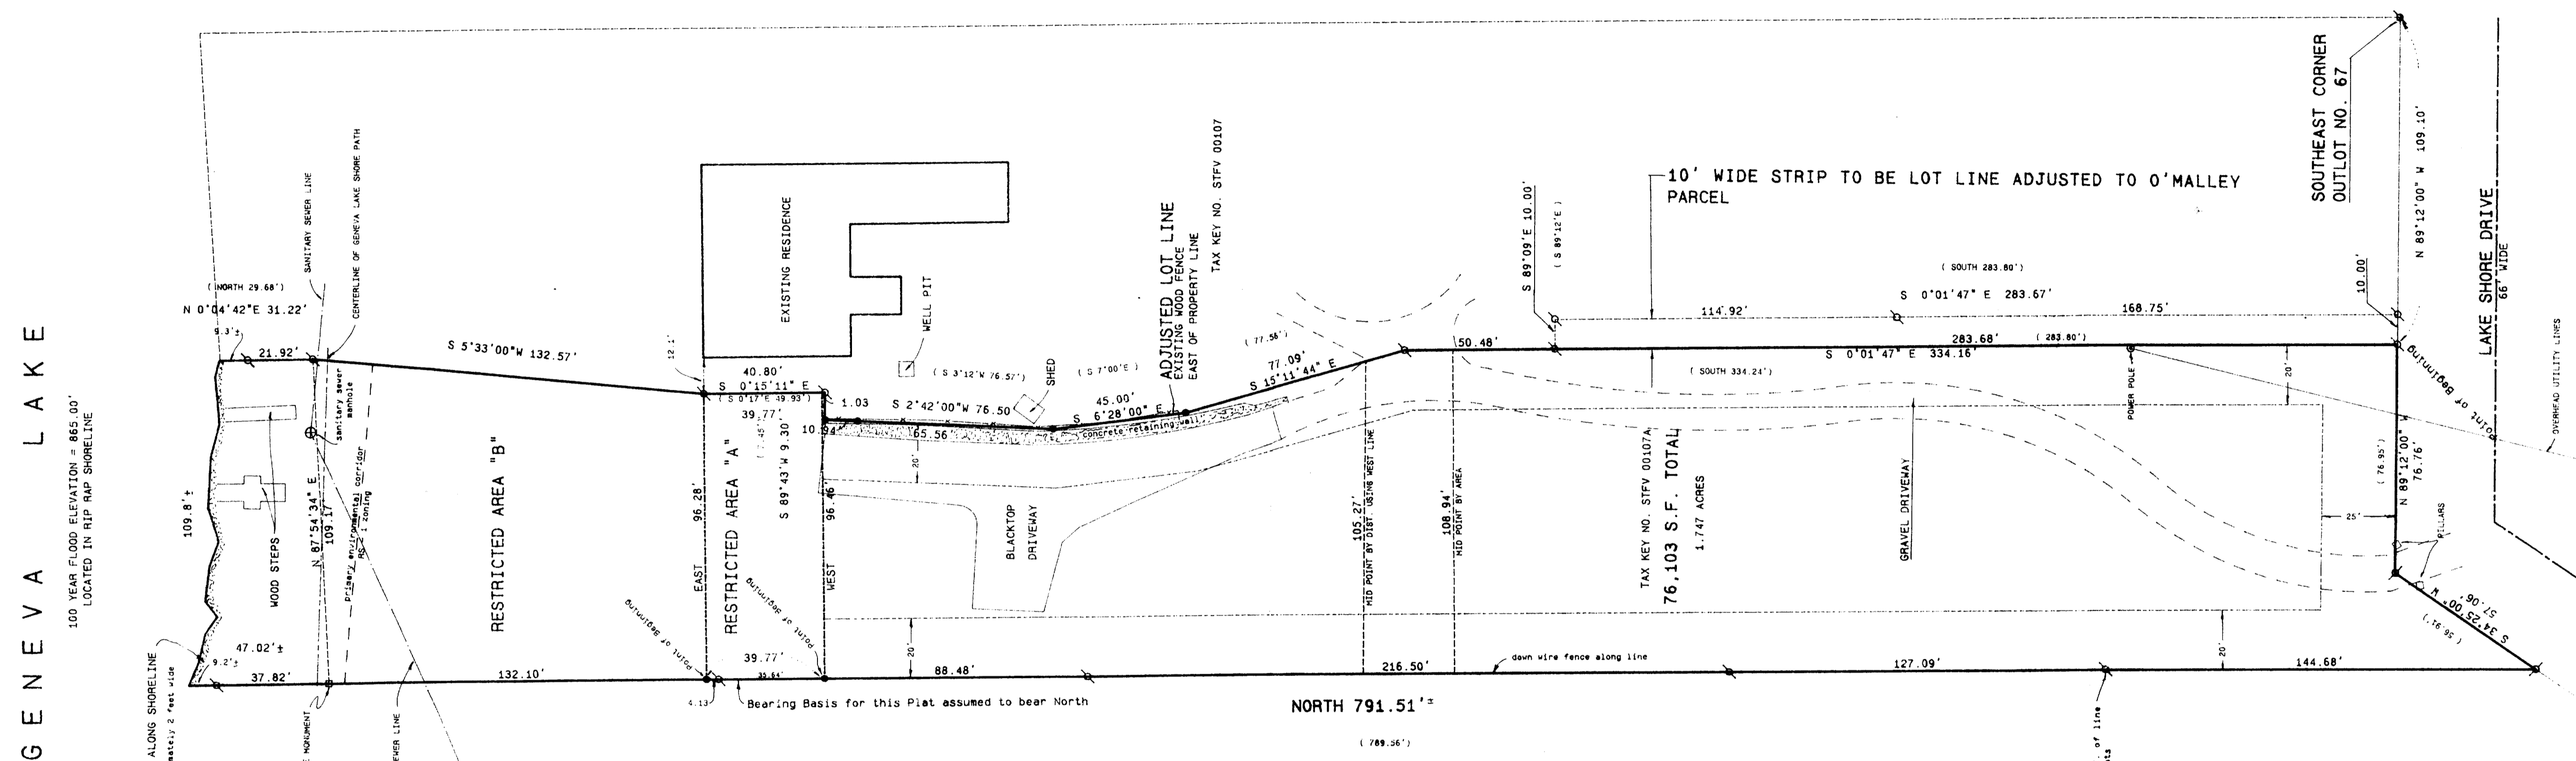 GENEVA LAKE
100 YEAR FLOOD ELEVATION = 865.00'
LOCATED IN RIP RAP SHORELINE
ALONG SHORELINE
mately 2 feet wide
( NORTH 29.68')
N 0°04'42"E 31.22'
9.3'±
21.92'
SANITARY SEWER LINE
CENTERLINE OF GENEVA LAKE SHORE PATH
S 5°33'00"W 132.57'
109.8'±
WOOD STEPS
sanitary sewer
manhole
N 87°54'34" E
109.17'
primary environmental corridor
RESTRICTED AREA "B"
47.02'±
9.2'±
37.82'
132.10'
E MONUMENT
EWER LINE
EXISTING RESIDENCE
WELL PIT
12.1'
40.80'
S 0°15'11" E
( S 0°17'E 49.93')
39.77'
1.03
10.94
S 89°43'W 9.30'
RESTRICTED AREA "A"
EAST
96.28'
WEST
96.46'
Point of Beginning
Point of Beginning
39.77'
35.64'
4.13
Bearing Basis for this Plat assumed to bear North
( S 3°12'W 76.57')
S 2°42'00"W 76.50
65.56'
SHED
( S 7°00'E )
45.00'
S 6°28'00" E
concrete retaining wall
20'
BLACKTOP
DRIVEWAY
20'
88.48'
ADJUSTED LOT LINE
EXISTING WOOD FENCE
EAST OF PROPERTY LINE
TAX KEY NO. STFV 00107
( 77.58')
77.09'
S 15°11'44" E
105.27'
MID POINT BY DIST. USING WEST LINE
108.94'
MID POINT BY AREA
216.50'
down wire fence along line
NORTH 791.51'±
( 789.56')
50.48'
S 89°09'E 10.00'
( S 89°12'E )
10' WIDE STRIP TO BE LOT LINE ADJUSTED TO O'MALLEY
PARCEL
( SOUTH 283.80')
S 0°01'47" E 283.67'
114.92'
168.75'
283.68'
( 283.80')
S 0°01'47" E 334.16'
( SOUTH 334.24')
TAX KEY NO. STFV 00107A
76,103 S.F. TOTAL
1.747 ACRES
GRAVEL DRIVEWAY
POWER POLE
20'
25'
20'
127.09'
144.68'
SOUTHEAST CORNER
OUTLOT NO. 67
N 89°12'00" W 109.10'
10.00'
Point of Beginning
LAKE SHORE DRIVE
66' WIDE
OVERHEAD UTILITY LINES
( 76.95')
N 89°12'00" W
76.76'
PILLARS
S 34°25'00" W
57.06'
( 56.91')
of line